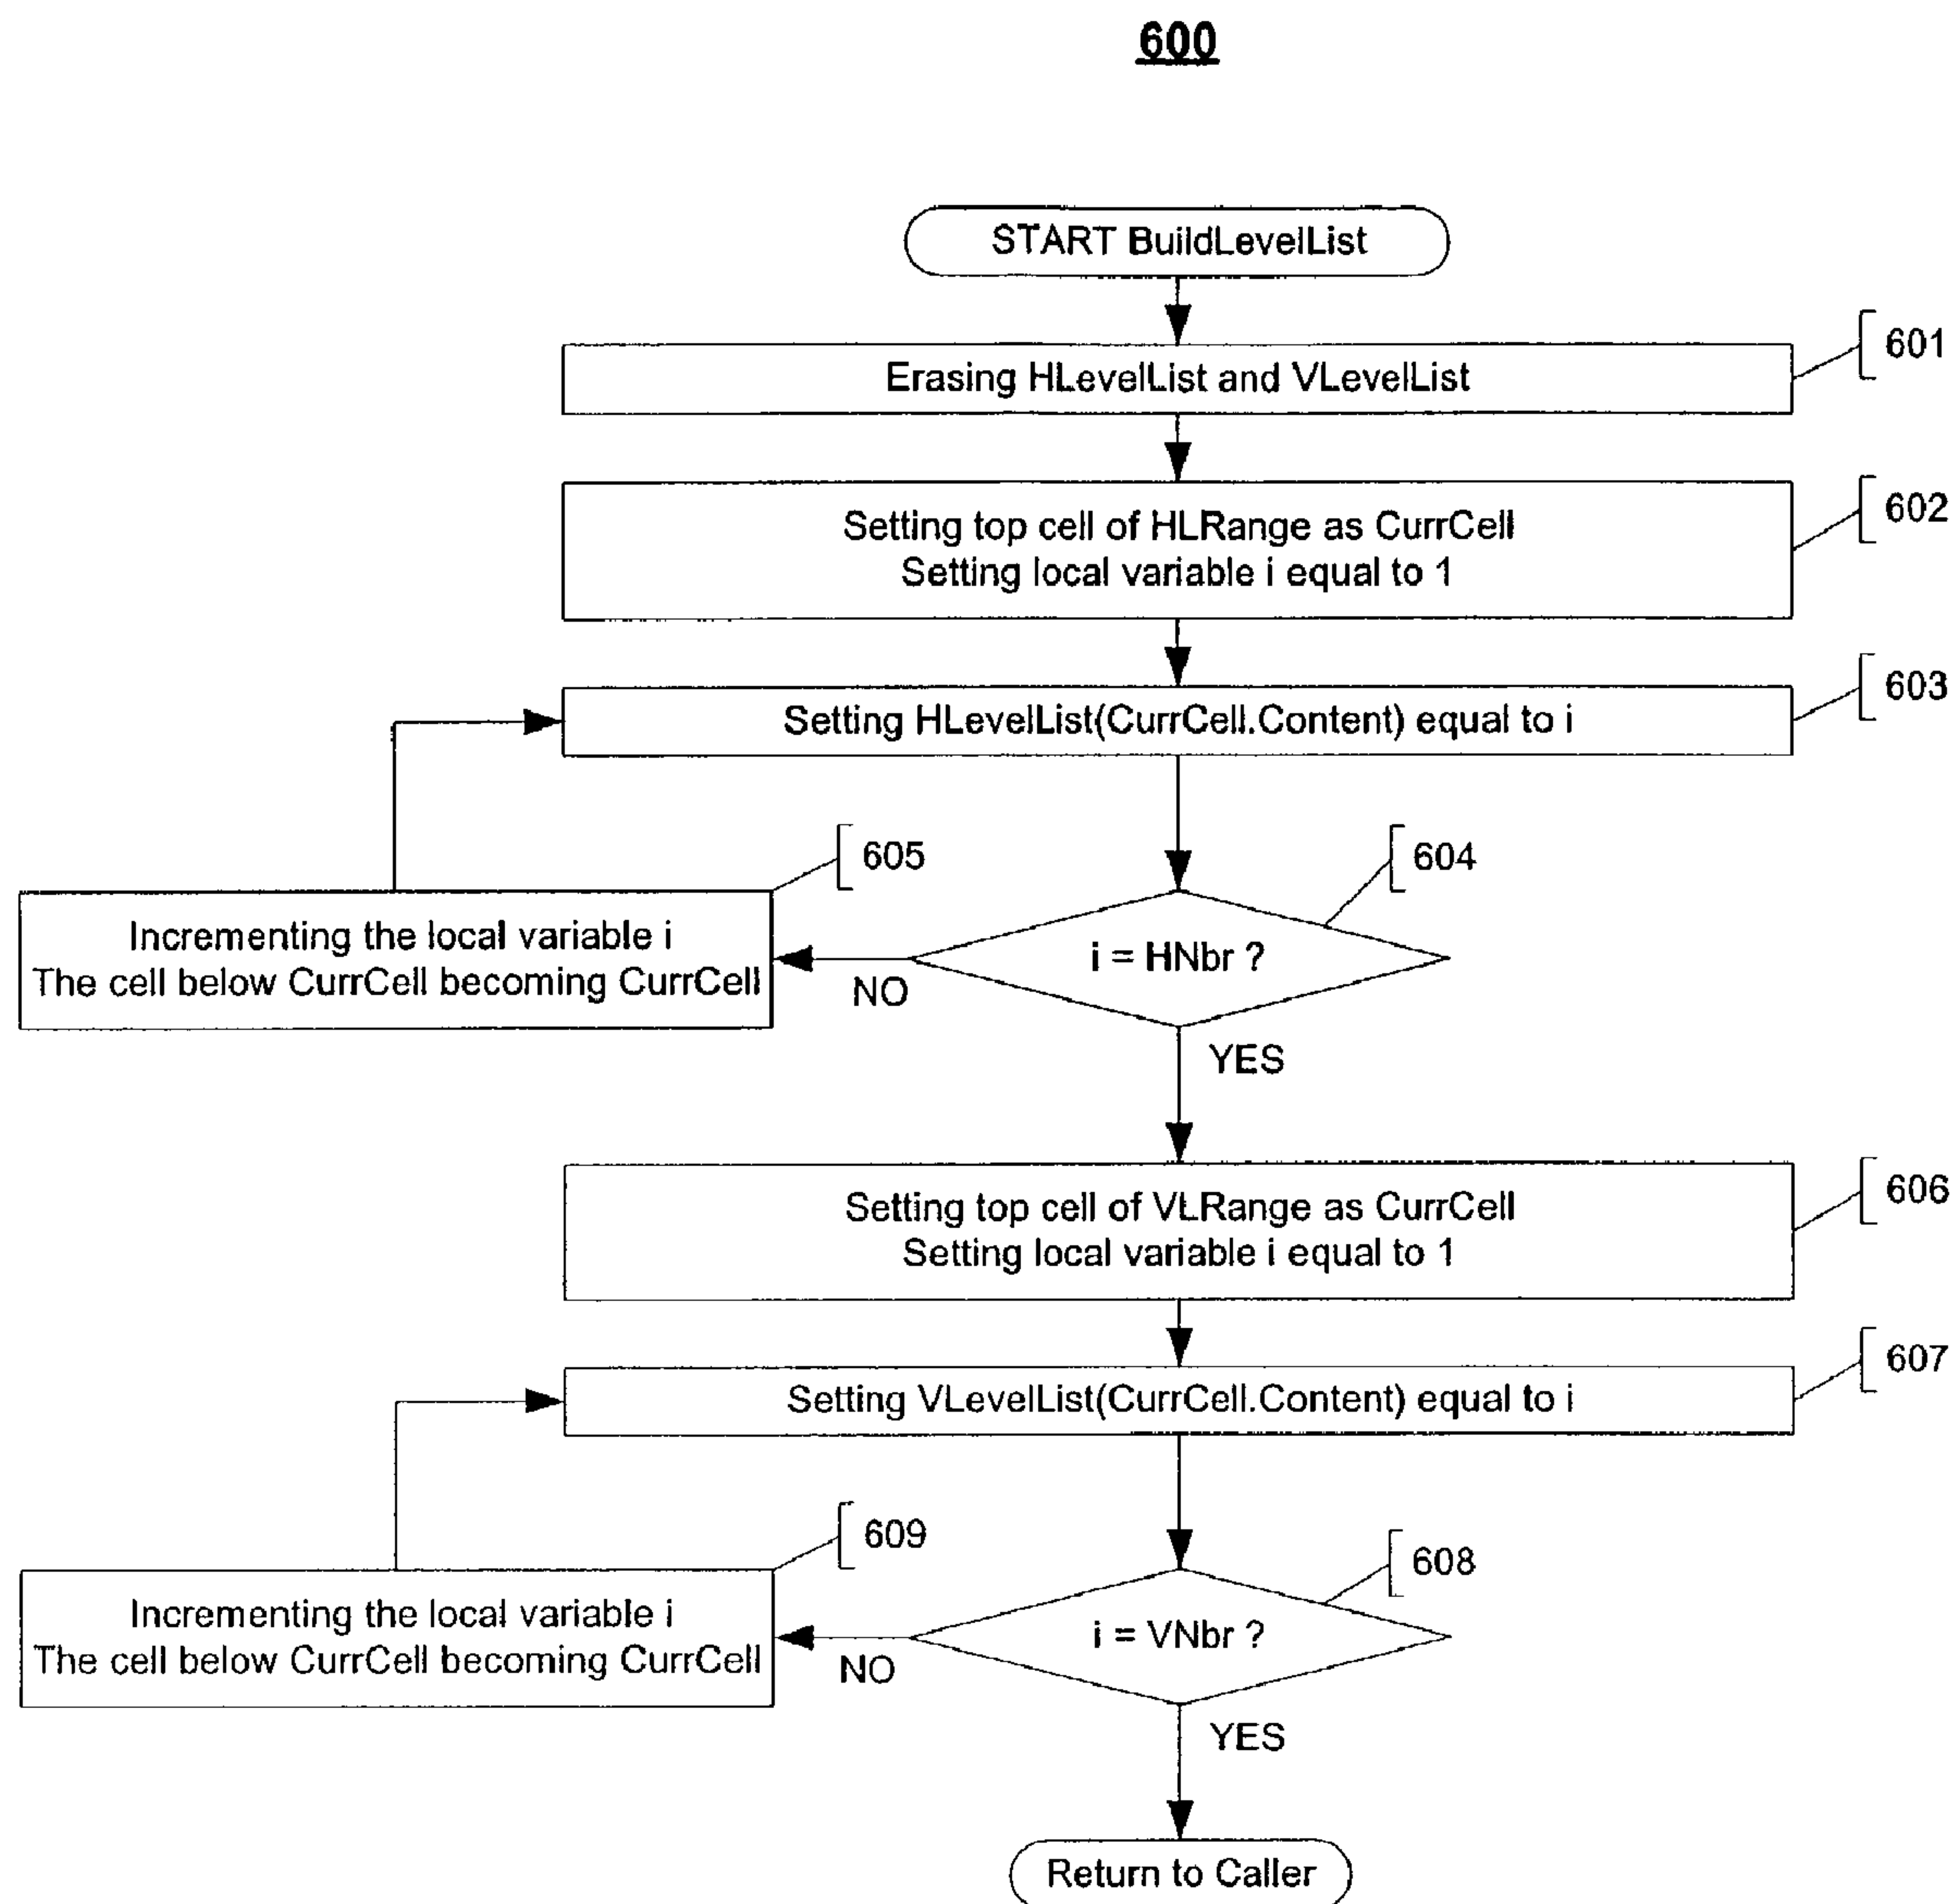 600
START BuildLevelList
601
Erasing HLevelList and VLevelList
602
Setting top cell of HLRange as CurrCell
Setting local variable i equal to 1
603
Setting HLevelList(CurrCell.Content) equal to i
605
604
Incrementing the local variable i
The cell below CurrCell becoming CurrCell
i = HNbr ?
NO
YES
606
Setting top cell of VLRange as CurrCell
Setting local variable i equal to 1
607
Setting VLevelList(CurrCell.Content) equal to i
609
608
Incrementing the local variable i
The cell below CurrCell becoming CurrCell
i = VNbr ?
NO
YES
Return to Caller